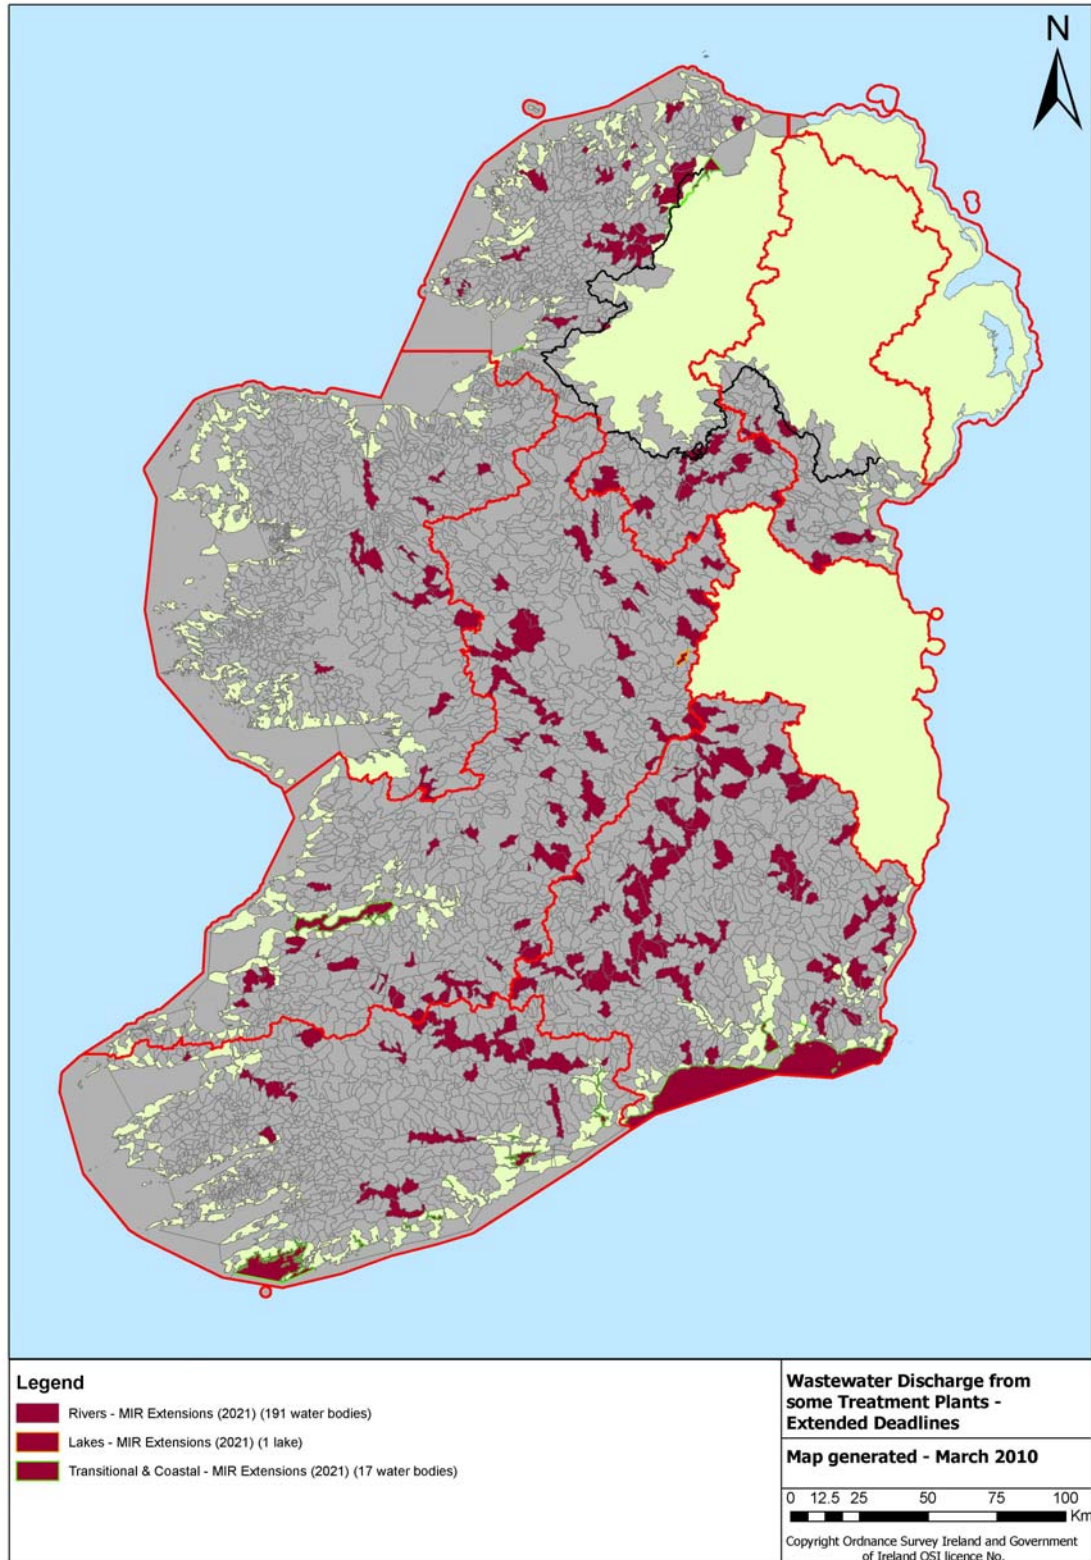 N
Legend
Rivers - MIR Extensions (2021) (191 water bodies)
Lakes - MIR Extensions (2021) (1 lake)
Transitional & Coastal - MIR Extensions (2021) (17 water bodies)
Wastewater Discharge from
some Treatment Plants -
Extended Deadlines
Map generated - March 2010
0 12.5 25 50 75 100
Km
Copyright Ordnance Survey Ireland and Government
of Ireland OSI licence No.